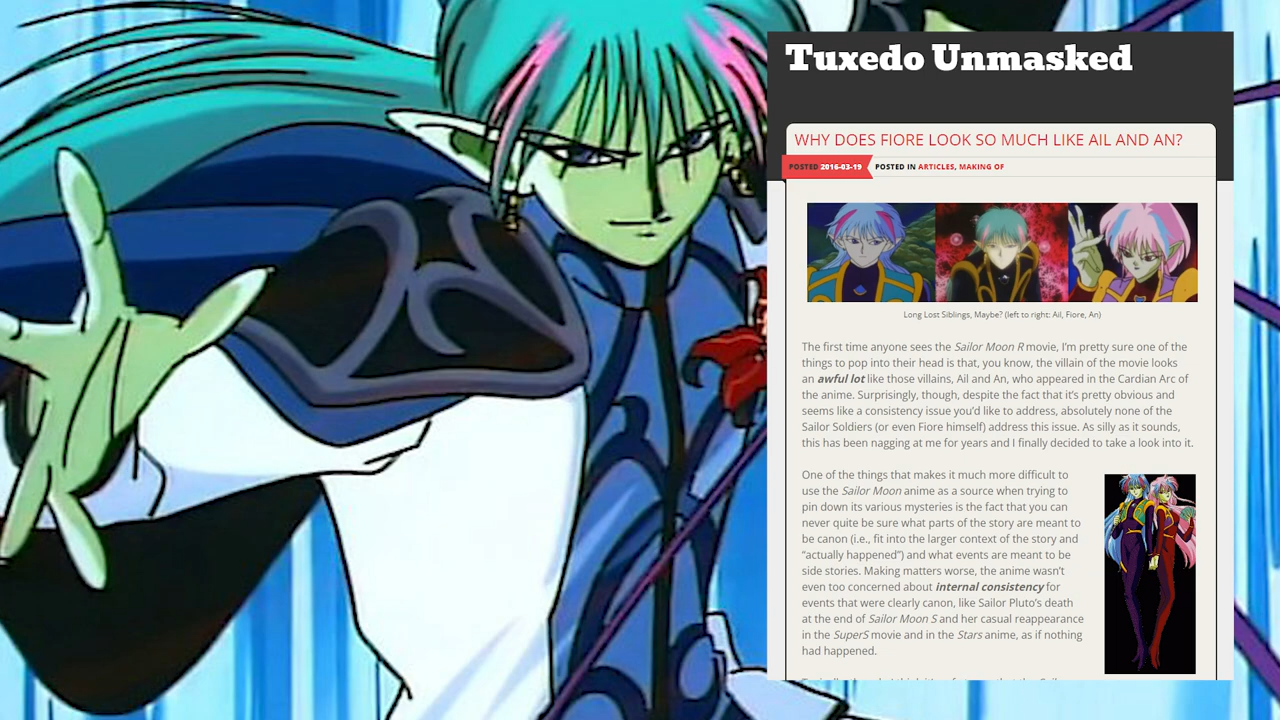 Tuxedo Unmasked
WHY DOES FIORE LOOK SO MUCH LIKE AIL AND AN?
POSTED 2016-03-19 POSTED IN ARTICLES, MAKING OF
Long Lost Siblings, Maybe? (left to right: Ail, Fiore, An)
The first time anyone sees the Sailor Moon R movie, I'm pretty sure one of the
things to pop into their head is that, you know, the villain of the movie looks
an awful lot like those villains, Ail and An, who appeared in the Cardian Arc of
the anime. Surprisingly, though, despite the fact that it's pretty obvious and
seems like a consistency issue you'd like to address, absolutely none of the
Sailor Soldiers (or even Fiore himself) address this issue. As silly as it sounds,
this has been nagging at me for years and I finally decided to take a look into it.
One of the things that makes it much more difficult to
use the Sailor Moon anime as a source when trying to
pin down its various mysteries is the fact that you can
never quite be sure what parts of the story are meant to
be canon (i.e., fit into the larger context of the story and
“actually happened”) and what events are meant to be
side stories. Making matters worse, the anime wasn't
even too concerned about internal consistency for
events that were clearly canon, like Sailor Pluto's death
at the end of Sailor Moon S and her casual reappearance
in the SuperS movie and in the Stars anime, as if nothing
had happened.